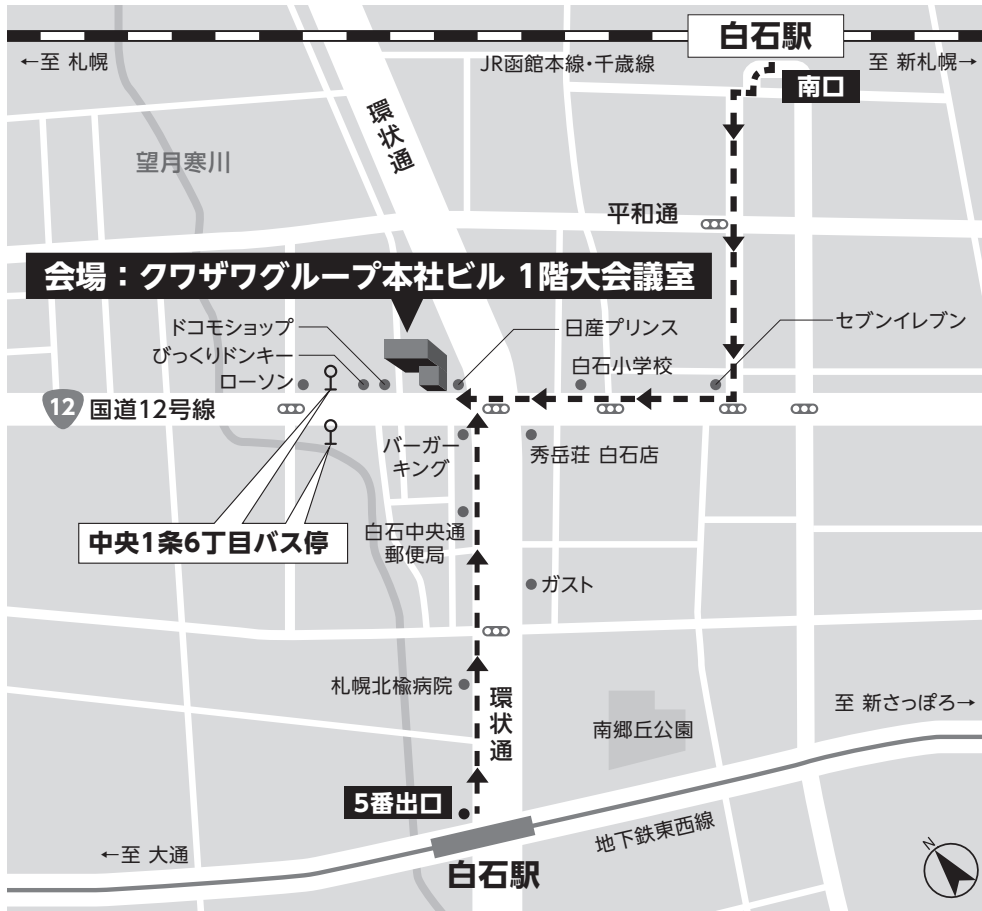 白石駅
←至 札幌
JR函館本線・千歳線
至 新札幌→
南口
環状通
望月寒川
平和通
会場：クワザワグループ本社ビル 1階大会議室
ドコモショップ
日産プリンス
セブンイレブン
びっくりドンキー
白石小学校
ローソン
12 国道12号線
バーガー
キング
秀岳荘 白石店
中央1条6丁目バス停
白石中央通
郵便局
ガスト
札幌北楡病院
環状通
至 新さっぽろ→
南郷丘公園
5番出口
地下鉄東西線
←至 大通
白石駅
N